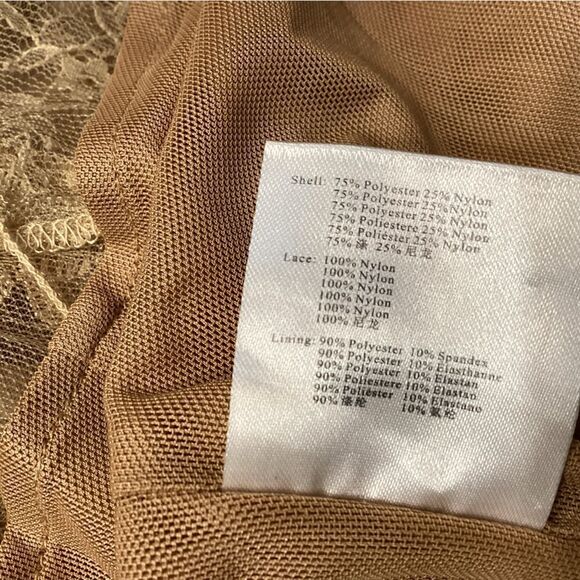 Shell: 75% Polyester 25% Nylon
75% Polyester 25%Nylon
75% Polyester 25% Nylon
75% Polyestere 25% Nylon
75% Poliéster 25% Nylon
75% 涤 25% 尼龙
Lace: 100% Nylon
100% Nylon
100% Nylon
100% Nylon
100% Nylon
100% 尼龙
Lining: 90% Polyester 10% Spandex
90% Polyester 10% Elasthanne
90% Polyester 10% Elastan
90% Poliestere 10% Elastan
90% Poliéster 10% Elastano
90% 涤纶 10% 氨纶